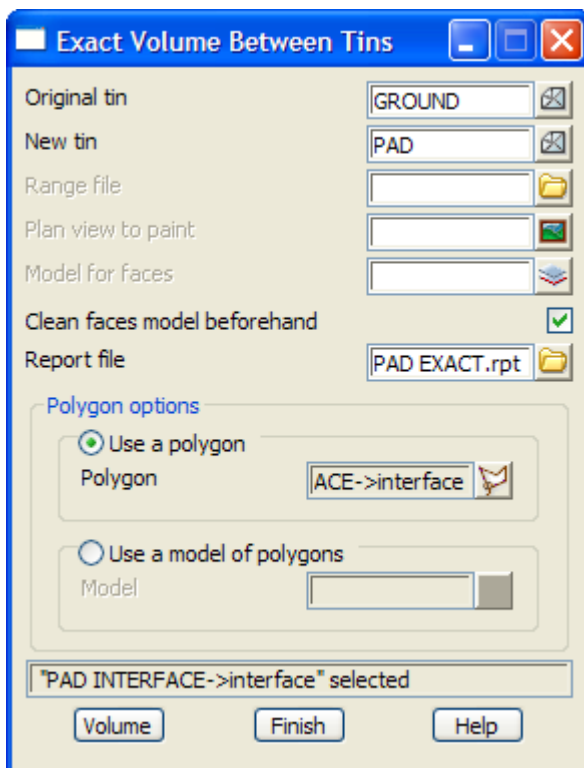 Exact Volume Between Tins
Original tin GROUND
New tin PAD
Range file
Plan view to paint
Model for faces
Clean faces model beforehand
Report file PAD EXACT.rpt
Polygon options
Use a polygon
Polygon ACE->interface
Use a model of polygons
Model
"PAD INTERFACE->interface" selected
Volume Finish Help